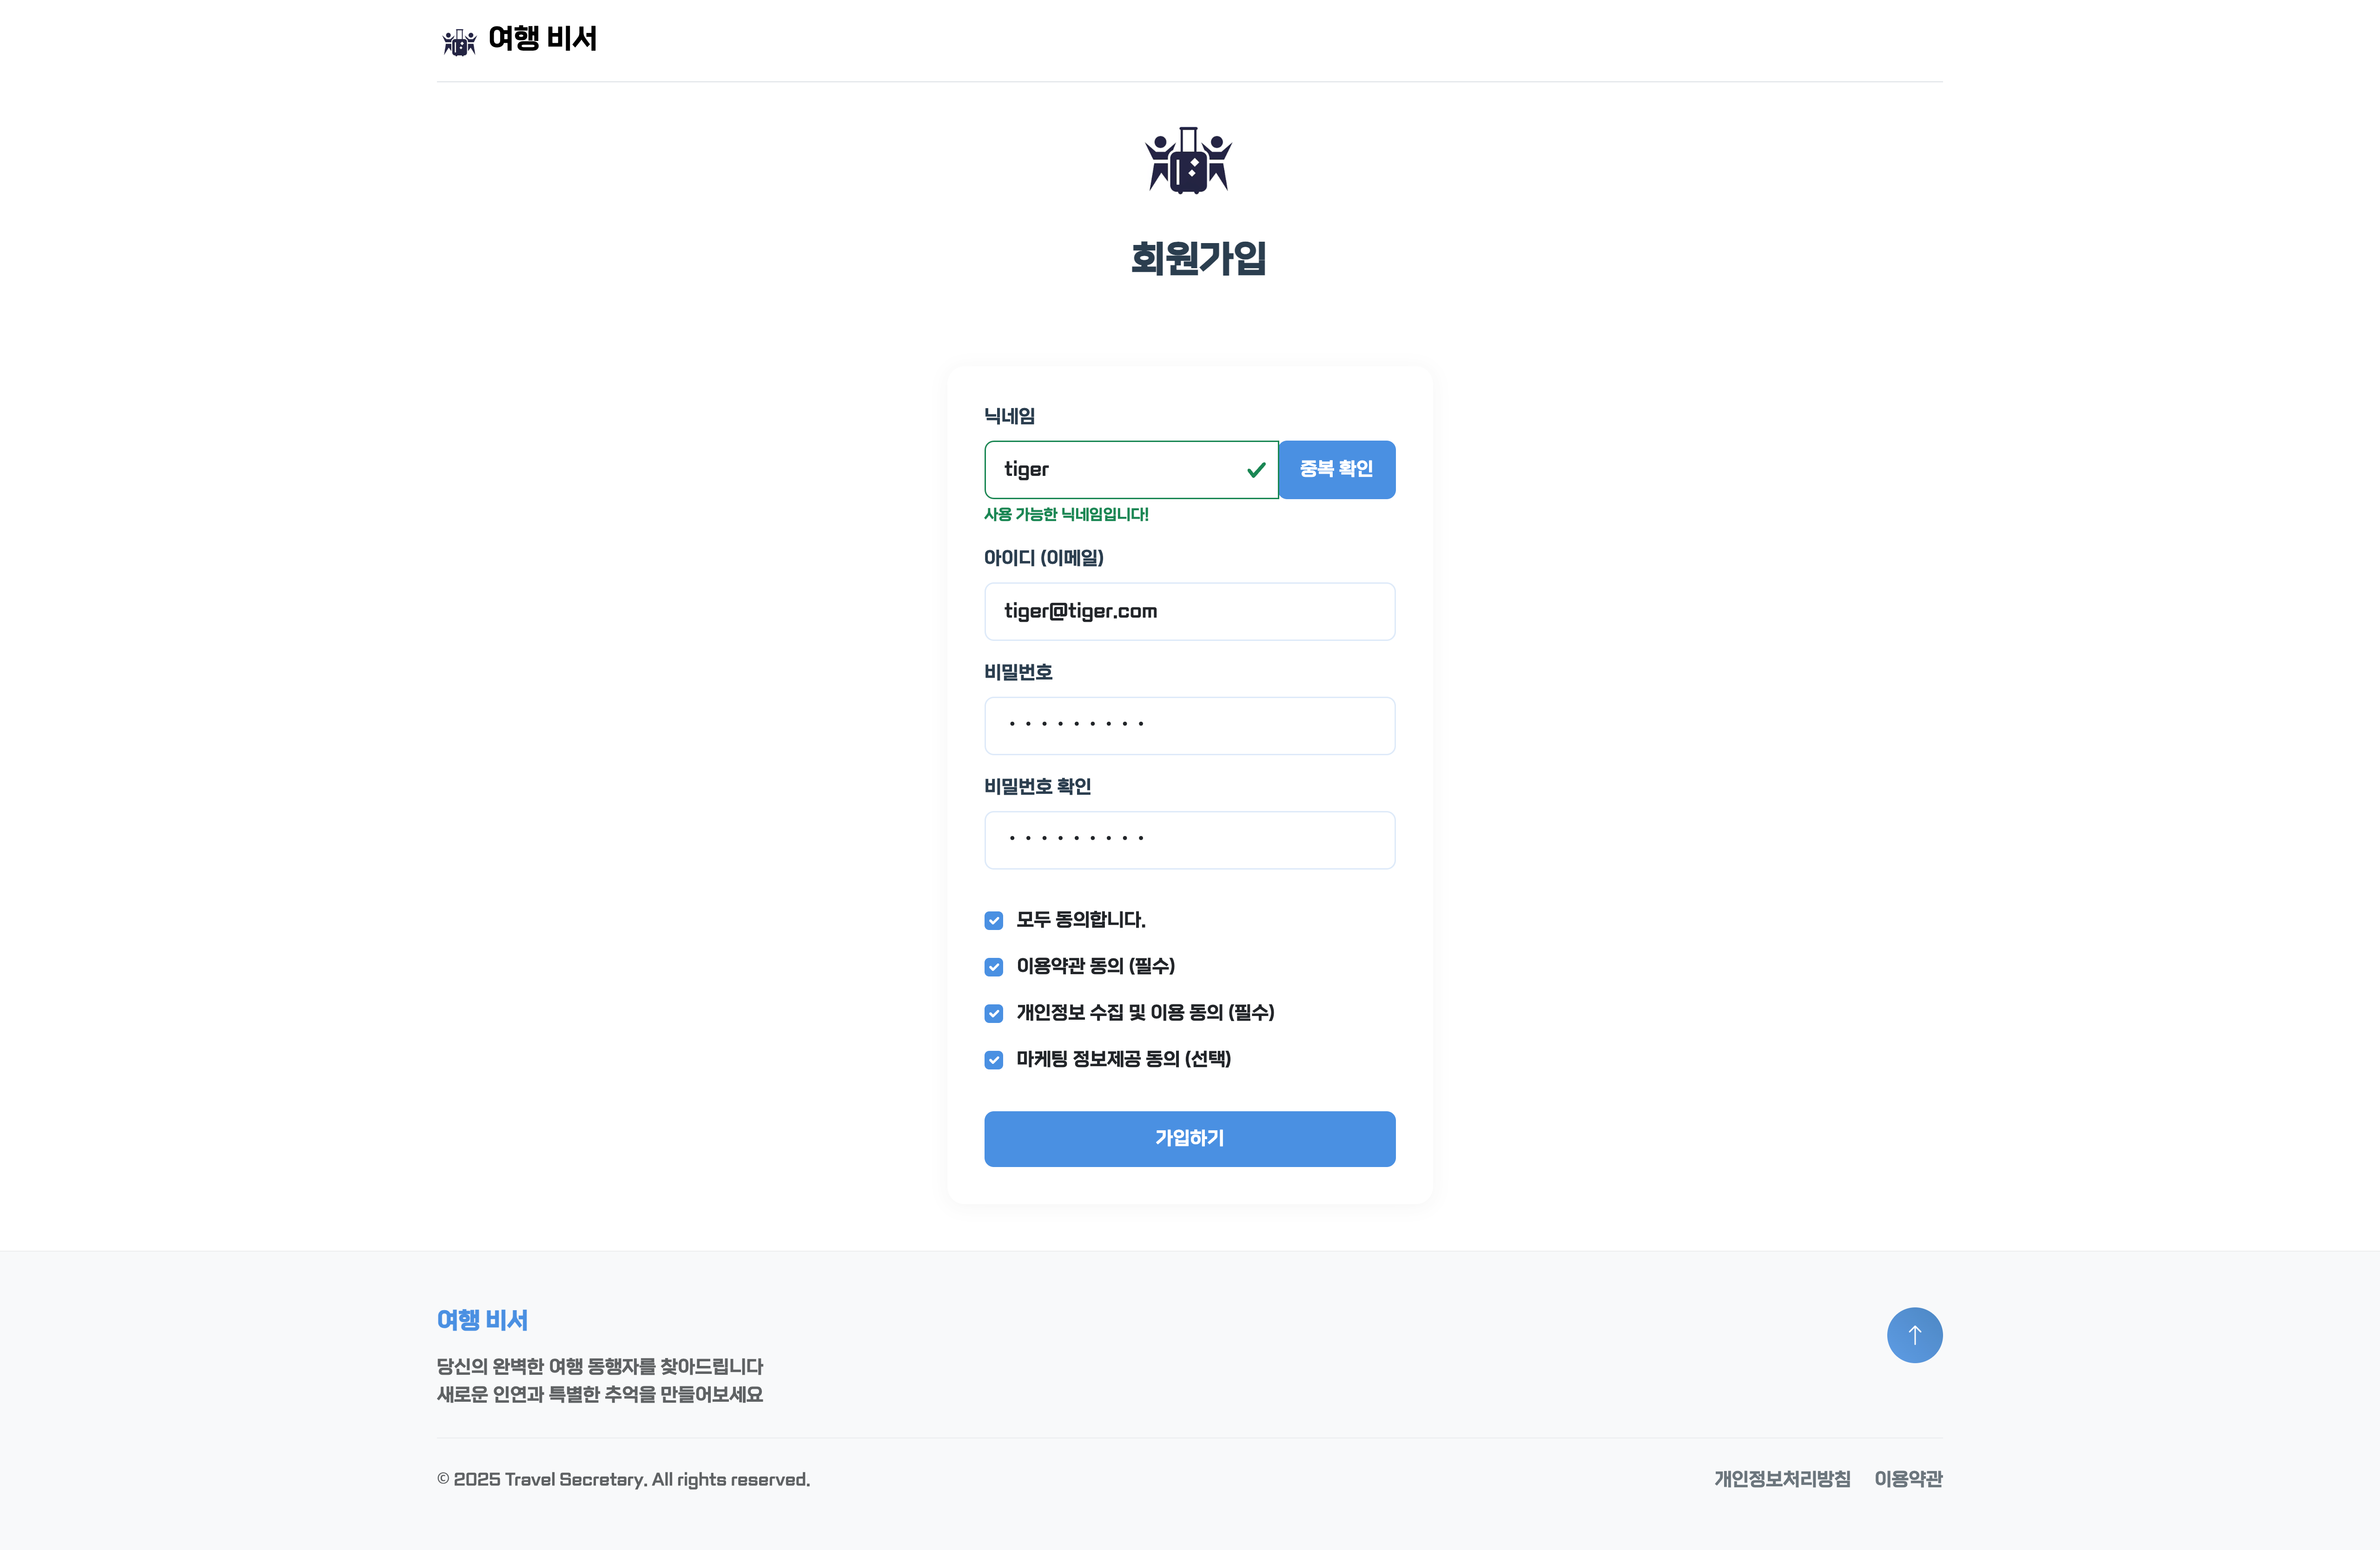 여행 비서
회원가입
닉네임
tiger
중복 확인
사용 가능한 닉네임입니다!
아이디 (이메일)
tiger@tiger.com
비밀번호
•••••••••
비밀번호 확인
•••••••••
모두 동의합니다.
이용약관 동의 (필수)
개인정보 수집 및 이용 동의 (필수)
마케팅 정보제공 동의 (선택)
가입하기
여행 비서
당신의 완벽한 여행 동행자를 찾아드립니다
새로운 인연과 특별한 추억을 만들어보세요
© 2025 Travel Secretary. All rights reserved.
개인정보처리방침 이용약관